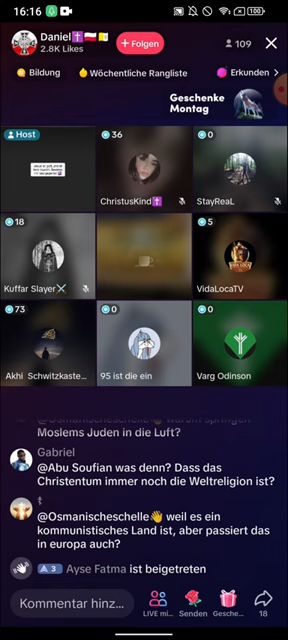 16:16
100
Daniel✝️🇵🇱🇻🇦
2.8K Likes
+ Folgen
109
Bildung
Wöchentliche Rangliste
Erkunden >
Geschenke
Montag
Host
36
0
ChristusKind✝️
StayReaL
18
5
Kuffar Slayer⚔️
VidaLocaTV
VIDA LOCA
73
0
0
Akhi Schwitzkaste...
95 ist die ein
Varg Odinson
Moslems Juden in die Luft?
Gabriel
@Abu Soufian was denn? Dass das
Christentum immer noch die Weltreligion ist?
✝
@Osmanischeschelle👋 weil es ein
kommunistisches Land ist, aber passiert das
in europa auch?
3 Ayse Fatma ist beigetreten
Kommentar hinz...
LIVE mi...
Senden
Gesche...
18